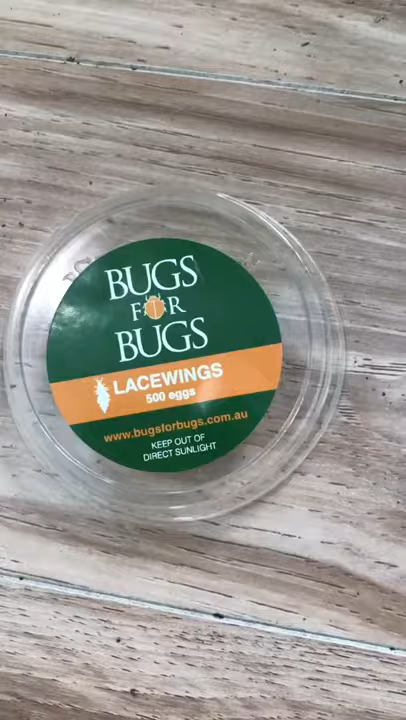 BUGS
FOR
BUGS
LACEWINGS
500 eggs
www.bugsforbugs.com.au
KEEP OUT OF
DIRECT SUNLIGHT